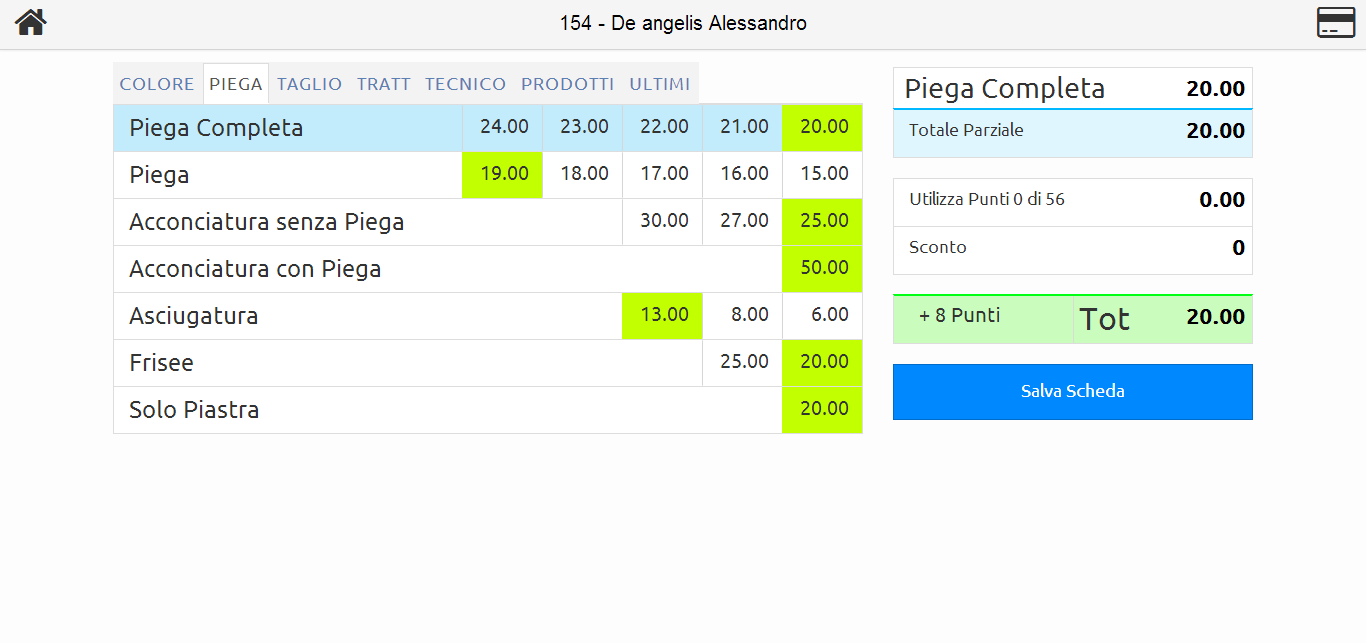 154 - De angelis Alessandro
COLORE PIEGA TAGLIO TRATT TECNICO PRODOTTI ULTIMI
Piega Completa 24.00 23.00 22.00 21.00 20.00
Piega 19.00 18.00 17.00 16.00 15.00
Acconciatura senza Piega 30.00 27.00 25.00
Acconciatura con Piega 50.00
Asciugatura 13.00 8.00 6.00
Frisee 25.00 20.00
Solo Piastra 20.00
Piega Completa 20.00
Totale Parziale 20.00
Utilizza Punti 0 di 56 0.00
Sconto 0
+ 8 Punti Tot 20.00
Salva Scheda